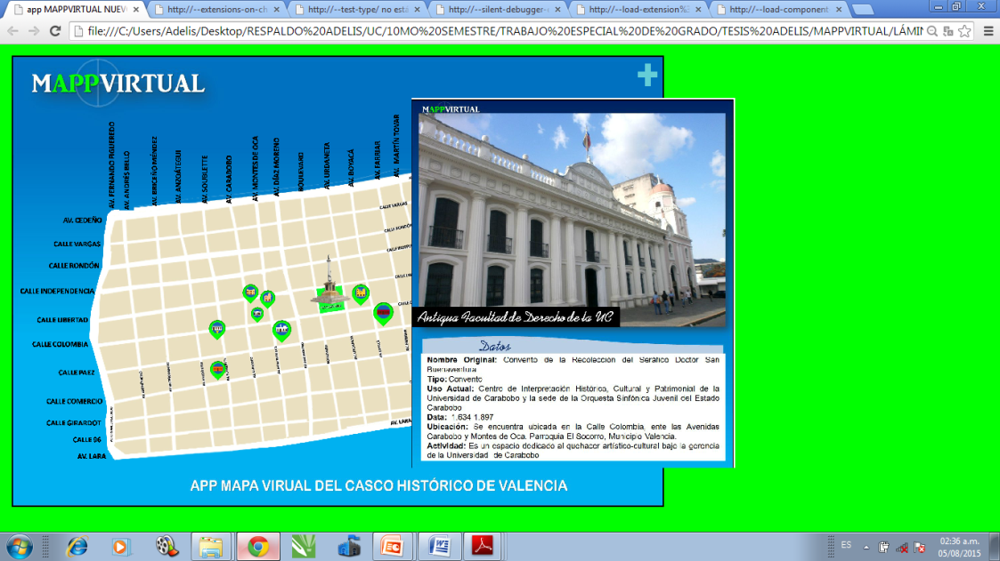 app MAPPVIRTUAL NUEV
http://--extensions-on-ch
http://--test-type/ no está
http://--silent-debugger-
http://--load-extension%2
http://--load-component
file:///C:/Users/Adelis/Desktop/RESPALDO%20ADELIS/UC/10MO%20SEMESTRE/TRABAJO%20ESPECIAL%20DE%20GRADO/TESIS%20ADELIS/MAPPVIRTUAL/LÁMIN
MAPPVIRTUAL
AV. FERNANDO FIGUEREDO
AV. ANDRÉS BELLO
AV. BRICEÑO MÉNDEZ
AV. ANZOÁTEGUI
AV. SOUBLETTE
AV. CARABOBO
AV. MONTES DE OCA
AV. DÍAZ MORENO
BOULEVARD
AV. URDANETA
AV. BOYACÁ
AV. FARRIAR
AV. MARTÍN TOVAR
AV. CEDEÑO
CALLE VARGAS
CALLE RONDÓN
CALLE INDEPENDENCIA
CALLE LIBERTAD
CALLE COLOMBIA
CALLE PAEZ
CALLE COMERCIO
CALLE GIRARDOT
CALLE 96
AV. LARA
CALLE VARGAS
AV. LARA
MAPPVIRTUAL
Antigua Facultad de Derecho de la UC
Datos
Nombre Original: Convento de la Recolección del Seráfico Doctor San
Buenaventura
Tipo: Convento
Uso Actual: Centro de Interpretación Histórica, Cultural y Patrimonial de la
Universidad de Carabobo y la sede de la Orquesta Sinfónica Juvenil del Estado
Carabobo
Data: 1.634 1.897
Ubicación: Se encuentra ubicada en la Calle Colombia, ente las Avenidas
Carabobo y Montes de Oca. Parroquia El Socorro, Municipio Valencia.
Actividad: Es un espacio dedicado al quehacer artístico-cultural bajo la gerencia
de la Universidad de Carabobo
APP MAPA VIRUAL DEL CASCO HISTÓRICO DE VALENCIA
ES
02:36 a.m.
05/08/2015